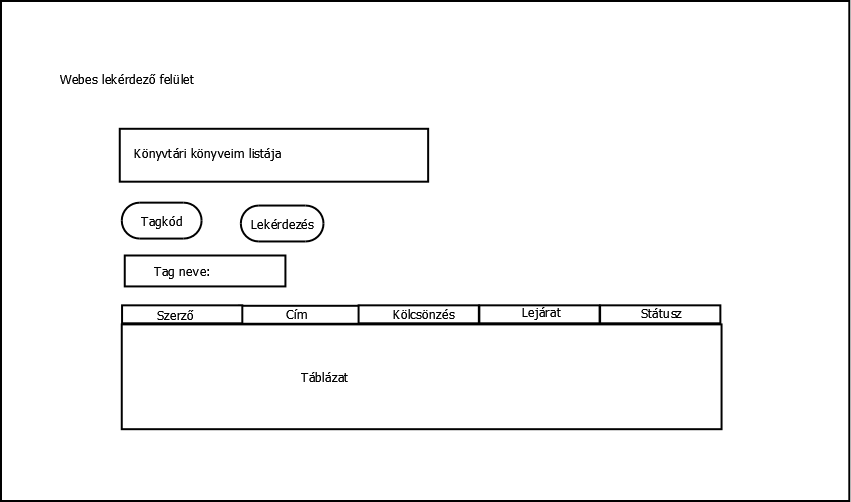 Webes lekérdező felület
Könyvtári könyveim listája
Tagkód Lekérdezés
Tag neve:
Szerző Cím Kölcsönzés Lejárat Státusz
Táblázat